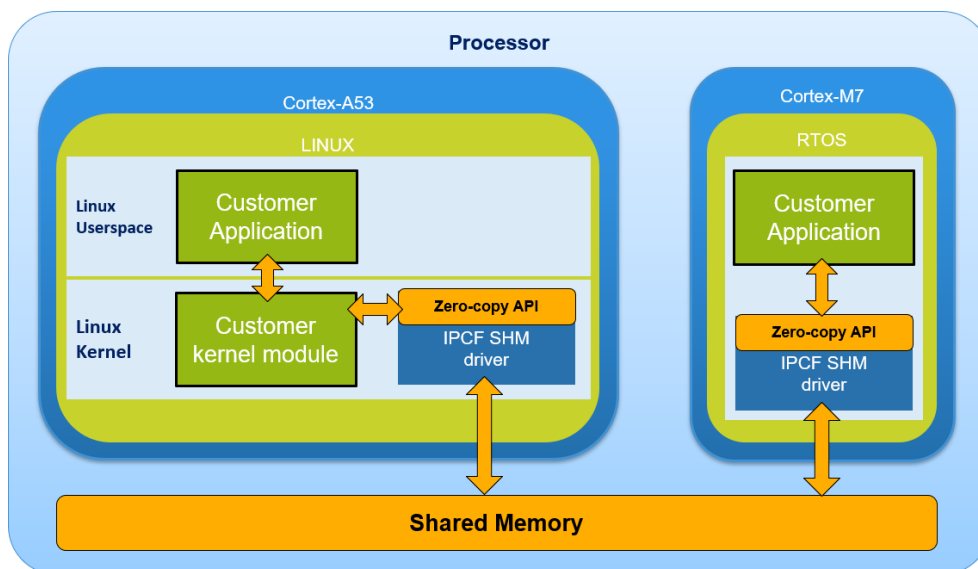 Processor
Cortex-A53
LINUX
Linux
Userspace
Customer
Application
Linux
Kernel
Customer
kernel module
Zero-copy API
IPCF SHM
driver
Cortex-M7
RTOS
Customer
Application
Zero-copy API
IPCF SHM
driver
Shared Memory